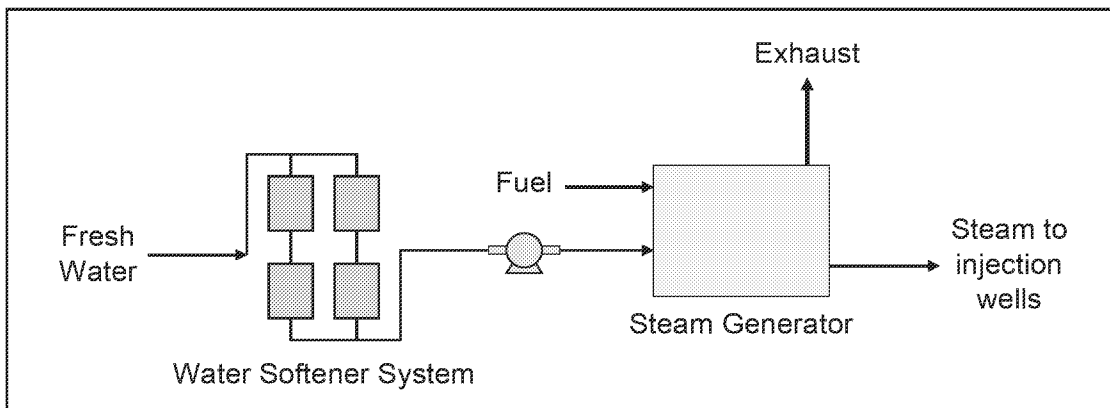 Exhaust
Fuel
Fresh
Water
Steam to
injection
wells
Steam Generator
Water Softener System